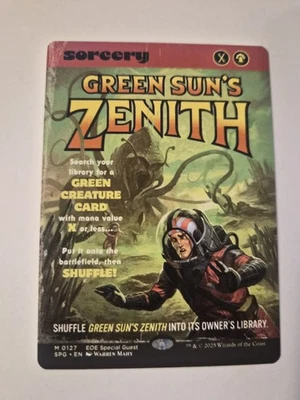 sorcery
X
GREEN SUN'S
ZENITH
Search your
library for a
GREEN
CREATURE
CARD
with mana value
X or less...
Put it onto the
battlefield, then
SHUFFLE!
SHUFFLE GREEN SUN'S ZENITH INTO ITS OWNER'S LIBRARY.
M 0127 EOE Special Guest
SPG • EN WARREN MAHY
™ & © 2025 Wizards of the Coast